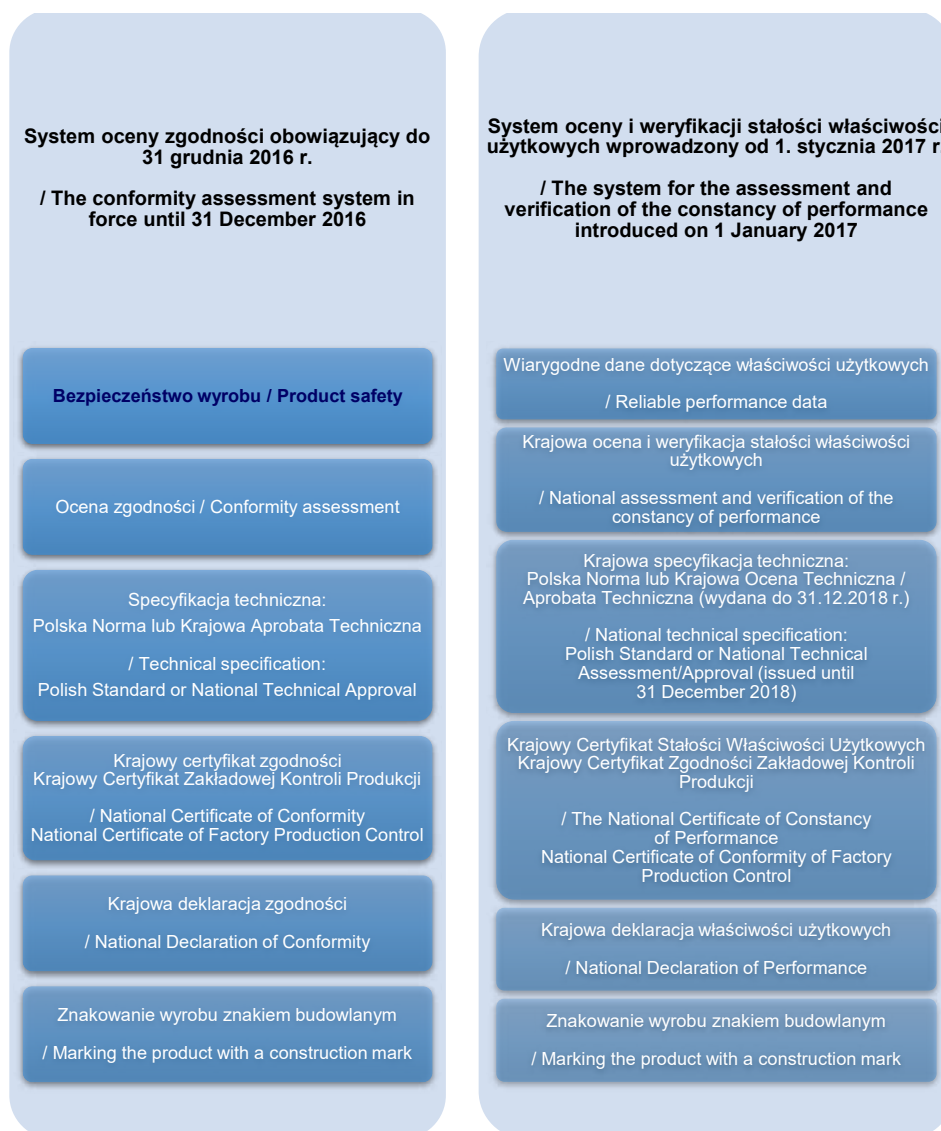 System oceny zgodności obowiązujący do
31 grudnia 2016 r.
/ The conformity assessment system in
force until 31 December 2016
Bezpieczeństwo wyrobu / Product safety
Ocena zgodności / Conformity assessment
Specyfikacja techniczna:
Polska Norma lub Krajowa Aprobata Techniczna
/ Technical specification:
Polish Standard or National Technical Approval
Krajowy certyfikat zgodności
Krajowy Certyfikat Zakładowej Kontroli Produkcji
/ National Certificate of Conformity
National Certificate of Factory Production Control
Krajowa deklaracja zgodności
/ National Declaration of Conformity
Znakowanie wyrobu znakiem budowlanym
/ Marking the product with a construction mark
System oceny i weryfikacji stałości właściwości
użytkowych wprowadzony od 1. stycznia 2017 r
/ The system for the assessment and
verification of the constancy of performance
introduced on 1 January 2017
Wiarygodne dane dotyczące właściwości użytkowych
/ Reliable performance data
Krajowa ocena i weryfikacja stałości właściwości
użytkowych
/ National assessment and verification of the
constancy of performance
Krajowa specyfikacja techniczna:
Polska Norma lub Krajowa Ocena Techniczna /
Aprobata Techniczna (wydana do 31.12.2018 r.)
/ National technical specification:
Polish Standard or National Technical
Assessment/Approval (issued until
31 December 2018)
Krajowy Certyfikat Stałości Właściwości Użytkowych
Krajowy Certyfikat Zgodności Zakładowej Kontroli
Produkcji
/ The National Certificate of Constancy
of Performance
National Certificate of Conformity of Factory
Production Control
Krajowa deklaracja właściwości użytkowych
/ National Declaration of Performance
Znakowanie wyrobu znakiem budowlanym
/ Marking the product with a construction mark